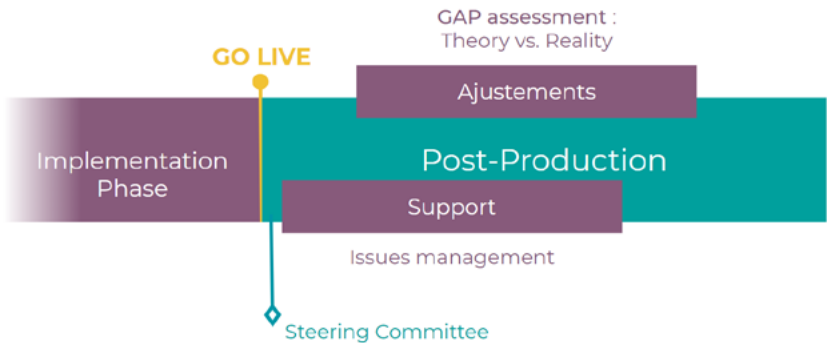 GAP assessment :
Theory vs. Reality
GO LIVE
Ajustements
Implementation
Phase
Post-Production
Support
Issues management
Steering Committee